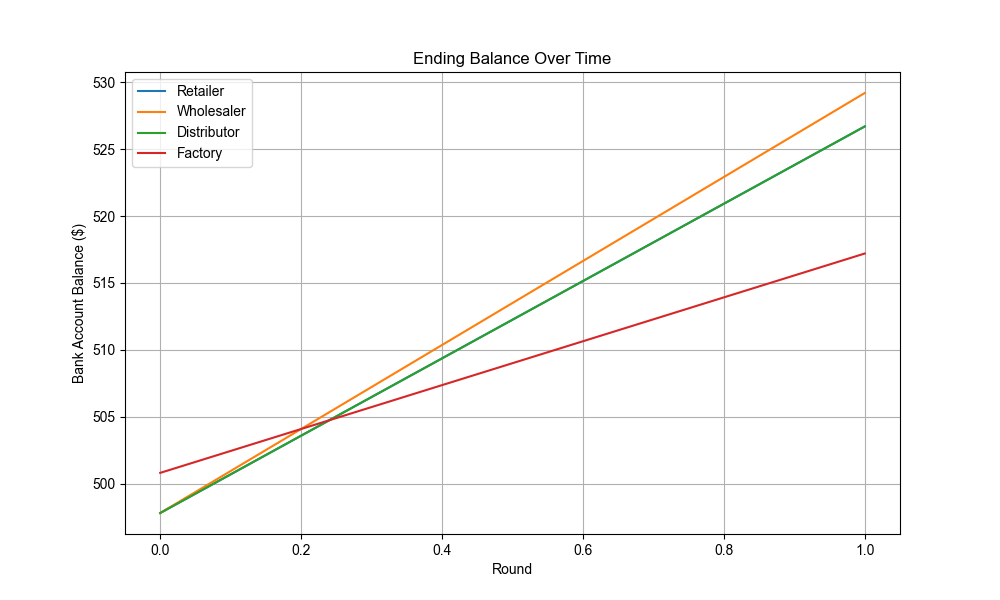 Ending Balance Over Time
Retailer
Wholesaler
Distributor
Factory
Bank Account Balance ($)
530
525
520
515
510
505
500
0.0 0.2 0.4 0.6 0.8 1.0
Round